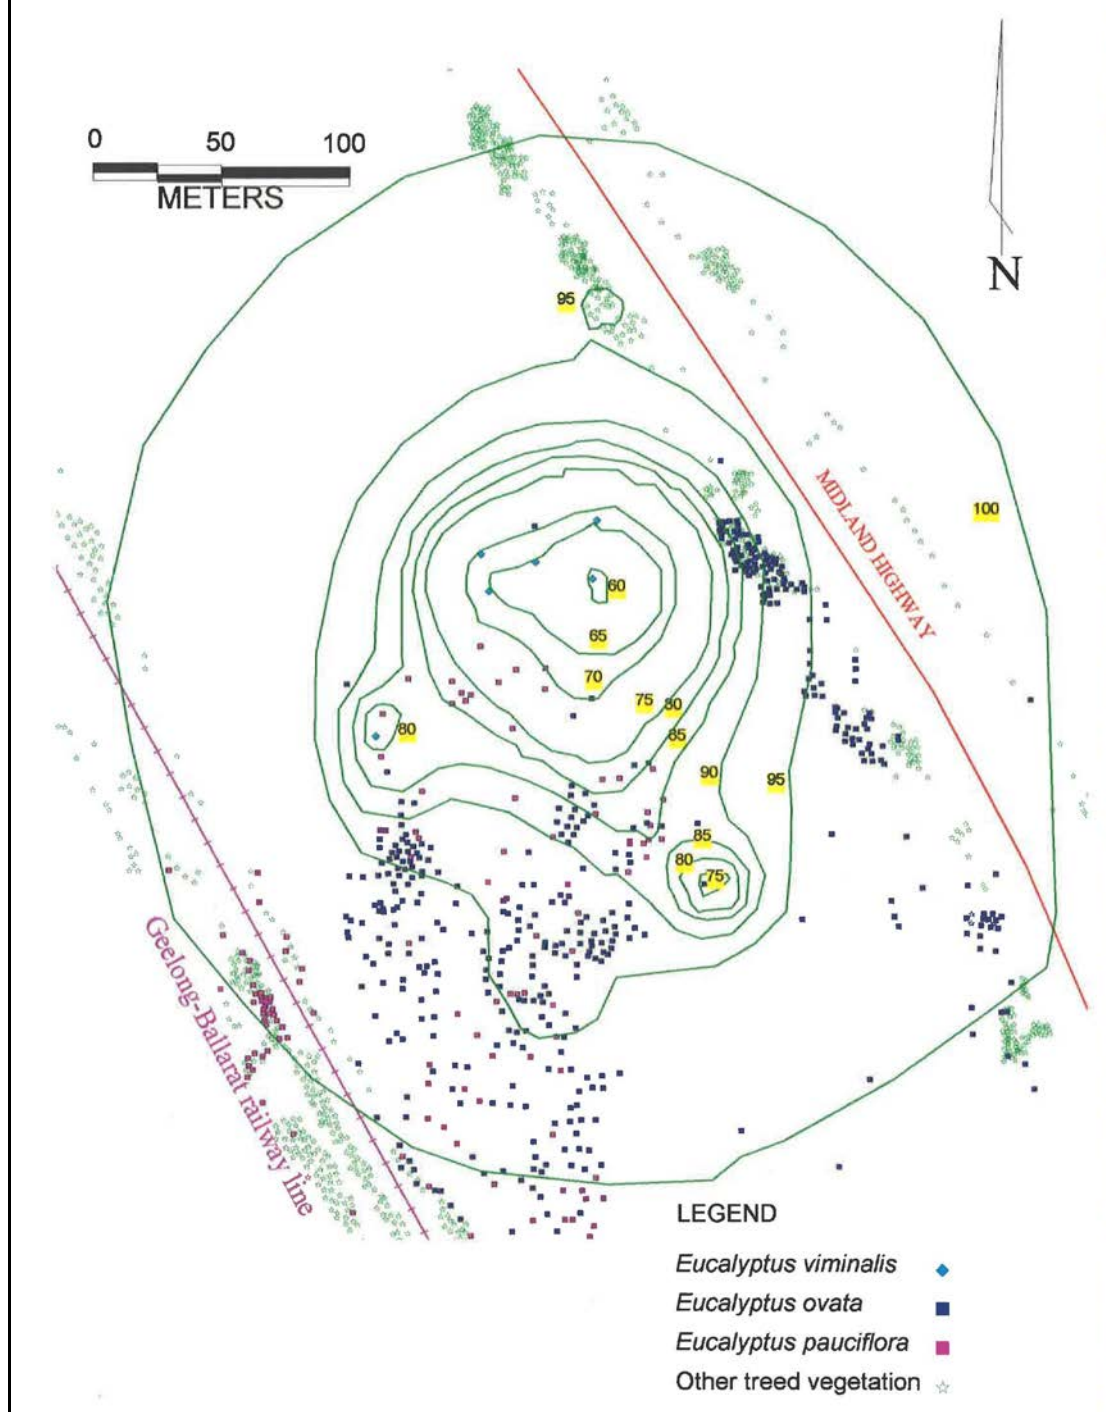 0 50 100
METERS
N
95
100
MIDLAND HIGHWAY
60
65
70
75 80
80
85
90
95
85
80
75
Geelong-Ballarat railway line
LEGEND
Eucalyptus viminalis
Eucalyptus ovata
Eucalyptus pauciflora
Other treed vegetation